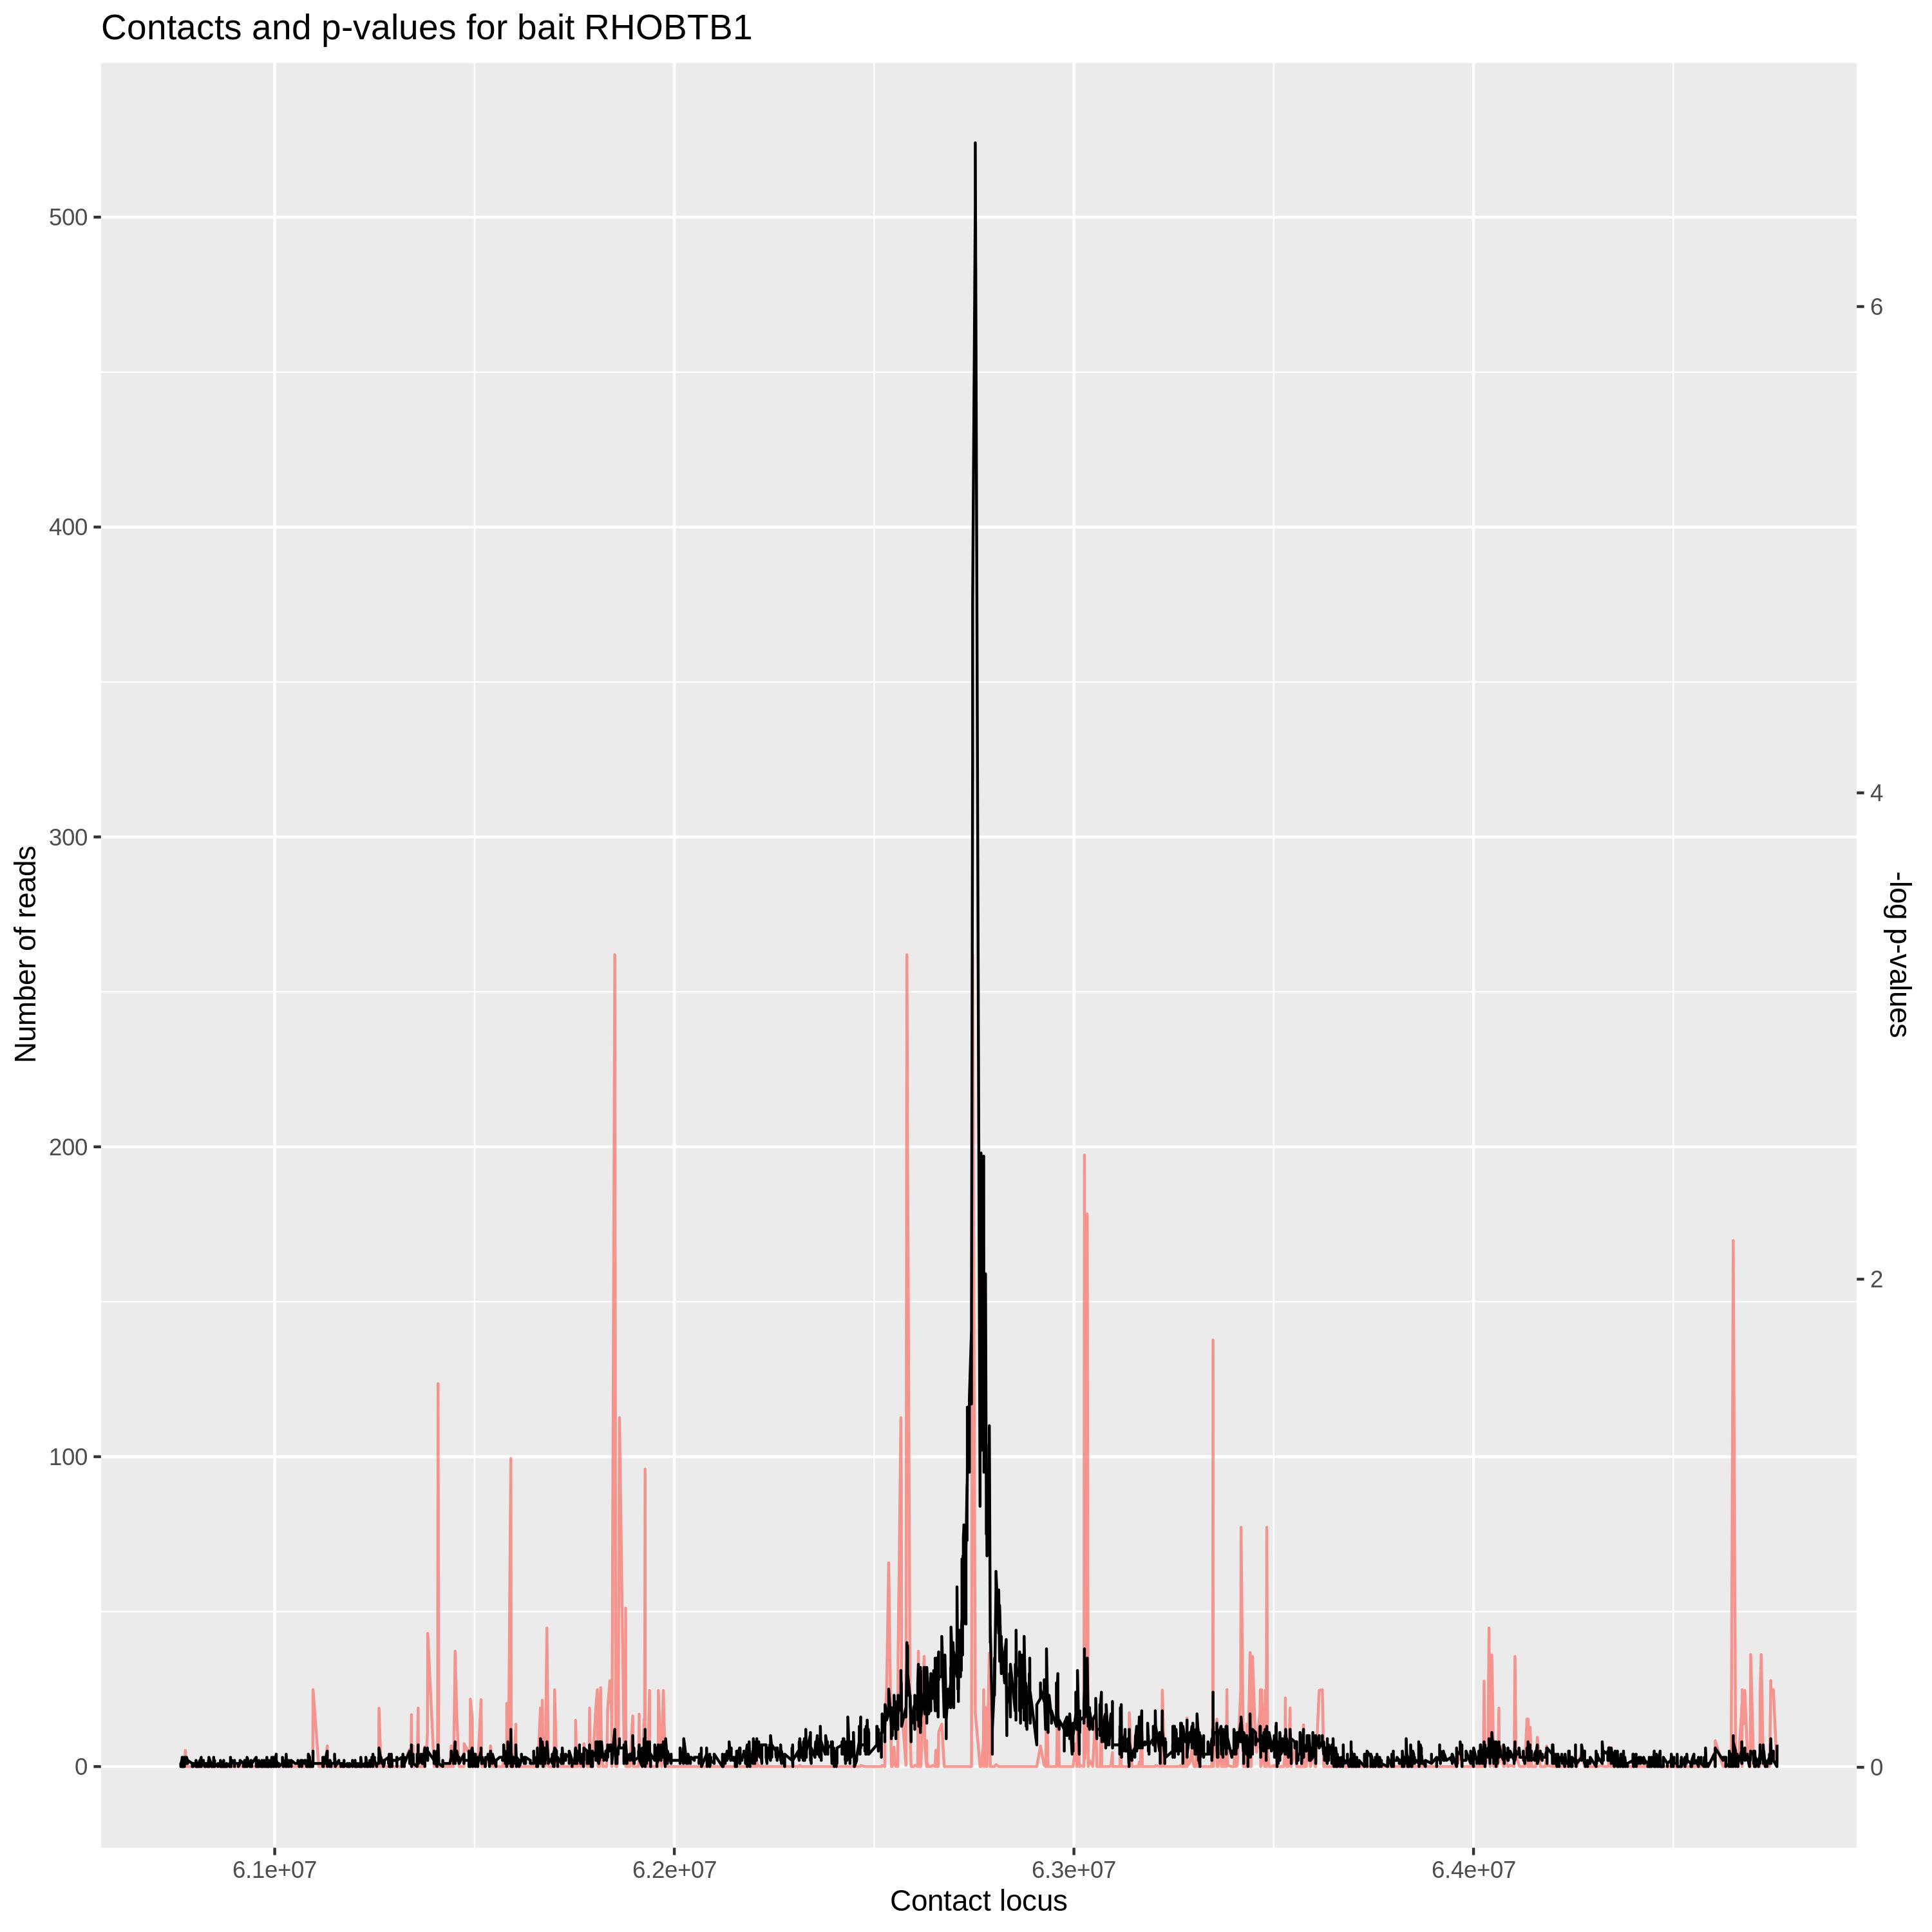 Contacts and p-values for bait RHOBTB1
500
400
300
200
100
0
Number of reads
6
4
2
0
-log p-values
6.1e+07
6.2e+07
6.3e+07
6.4e+07
Contact locus